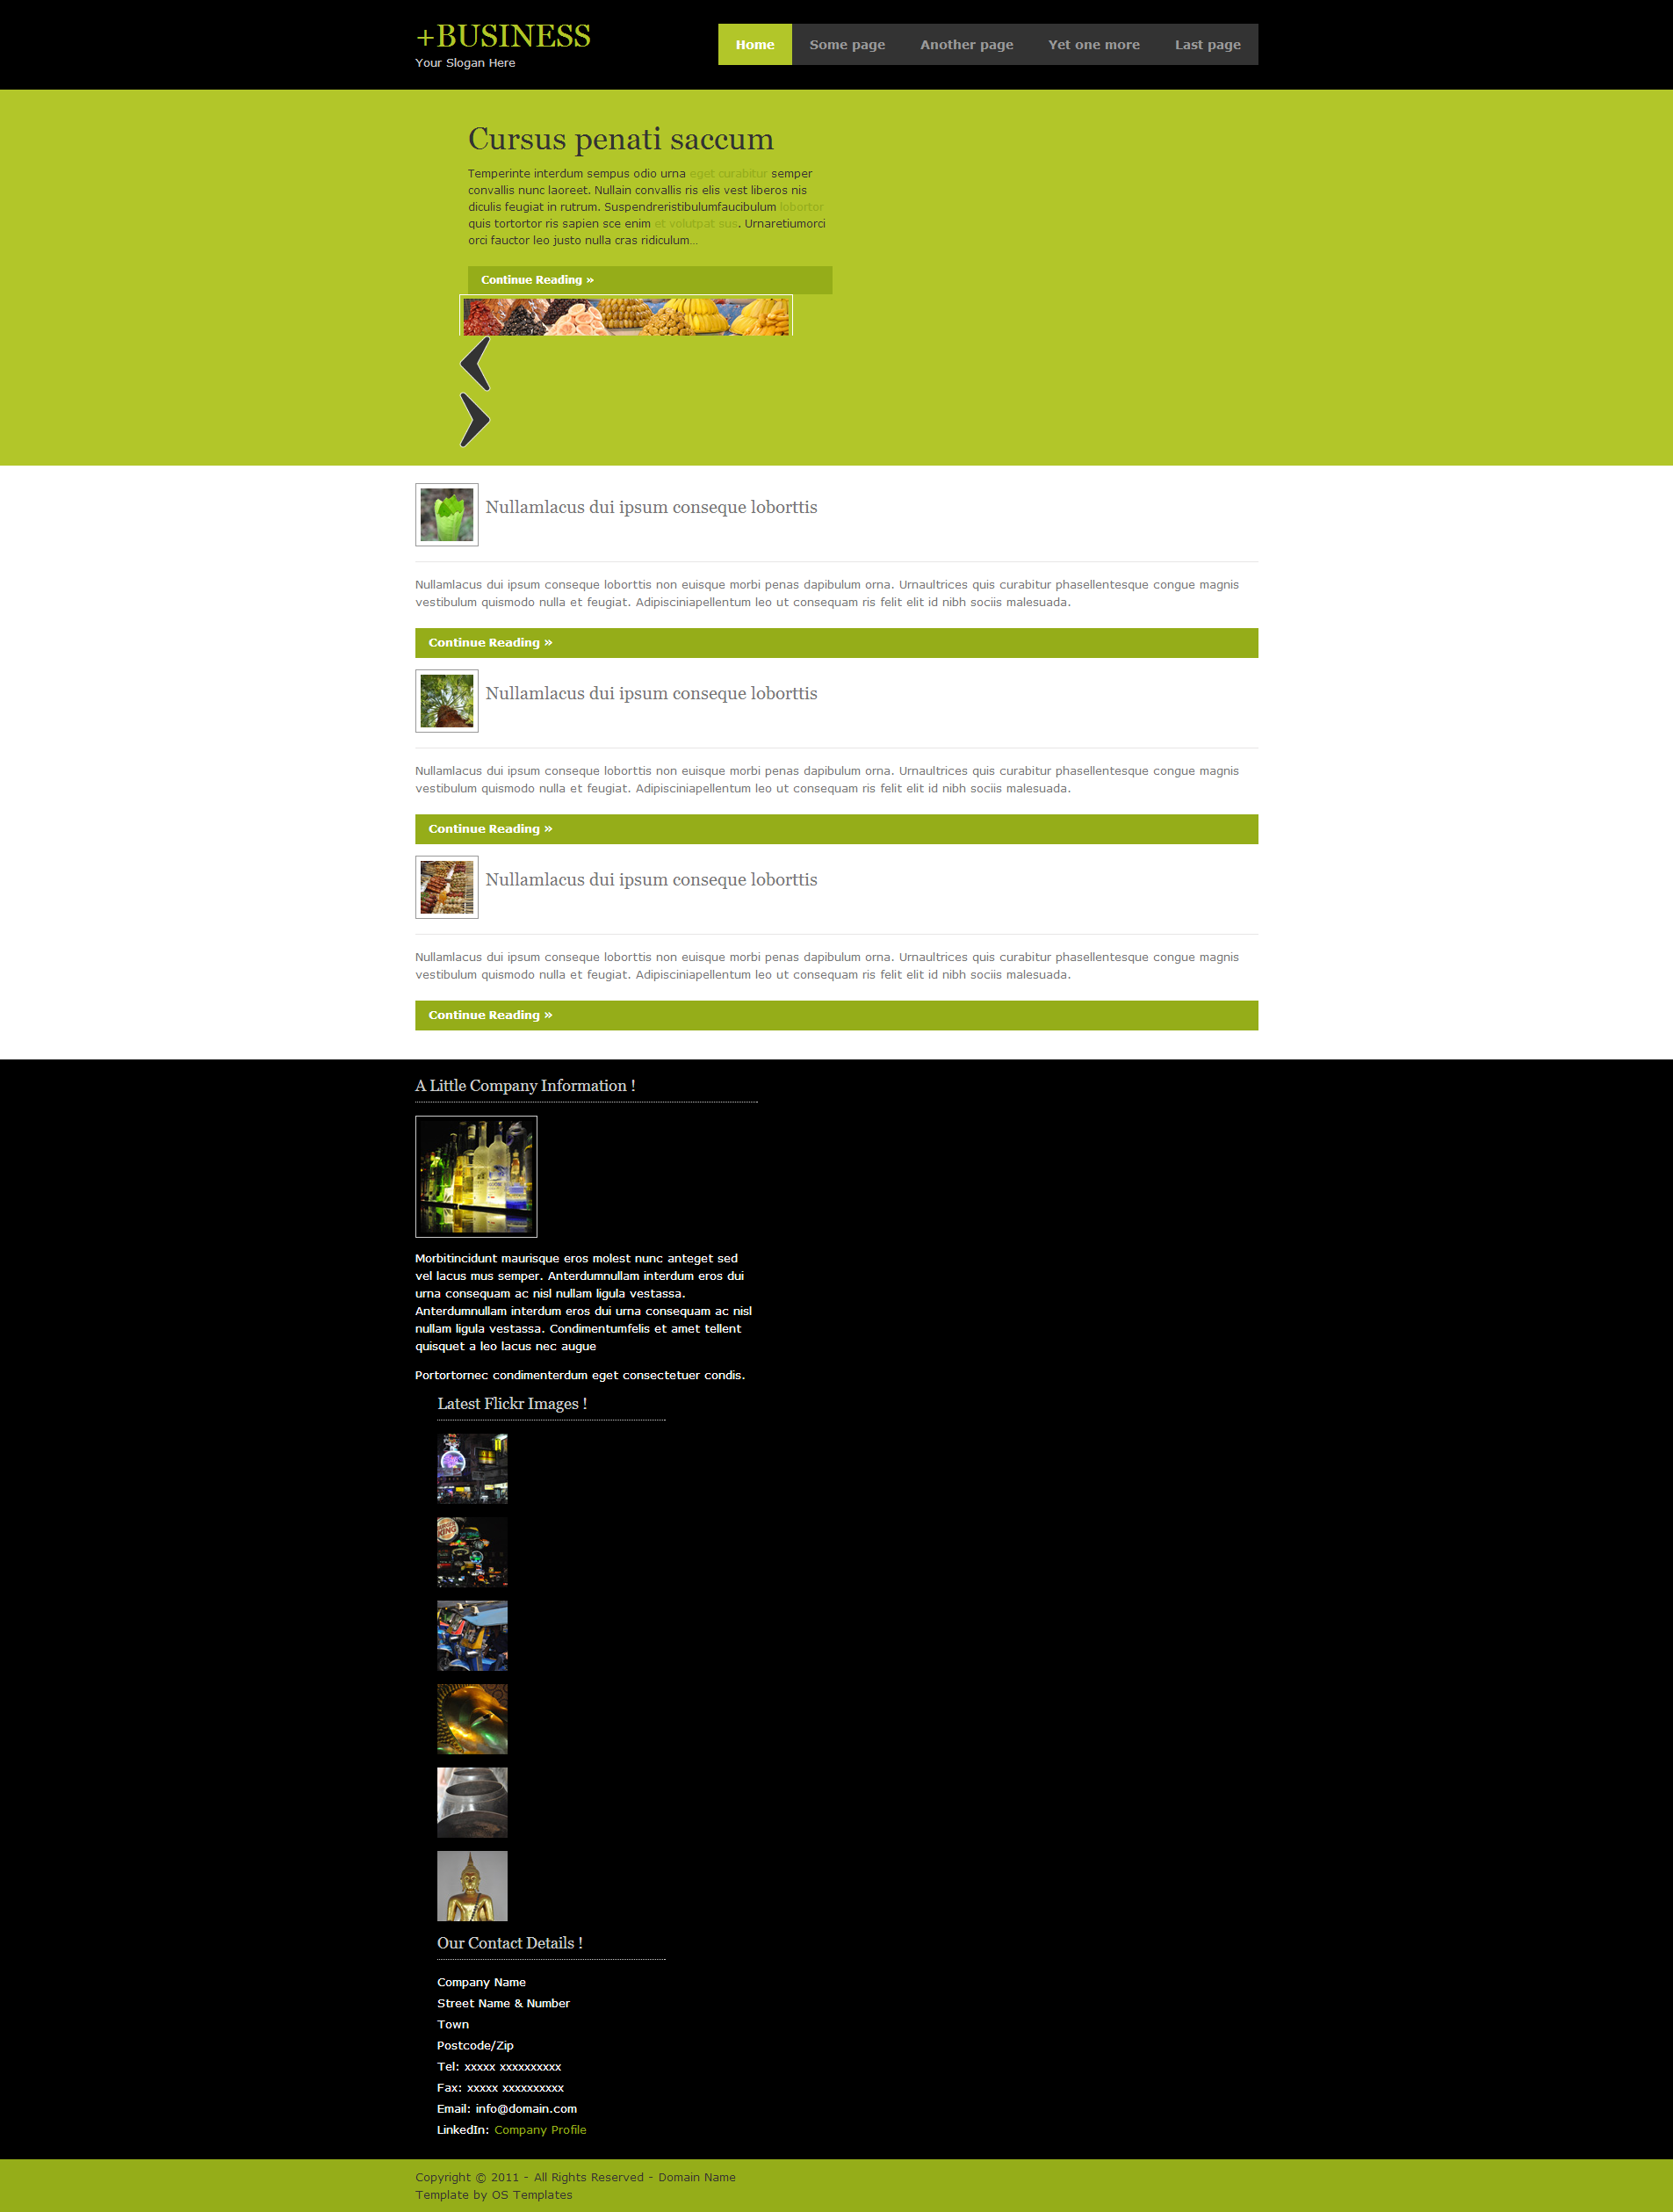 +BUSINESS
Your Slogan Here
Home Some page Another page Yet one more Last page
Cursus penati saccum
Temperinte interdum sempus odio urna eget curabitur semper
convallis nunc laoreet. Nullain convallis ris elis vest liberos nis
diculis feugiat in rutrum. Suspendreristibulumfaucibulum lobortor
quis tortortor ris sapien sce enim et volutpat sus. Urnaretiumorci
orci fauctor leo justo nulla cras ridiculum...
Continue Reading »
Nullamlacus dui ipsum conseque loborttis
Nullamlacus dui ipsum conseque loborttis non euisque morbi penas dapibulum orna. Urnaultrices quis curabitur phasellentesque congue magnis
vestibulum quismodo nulla et feugiat. Adipisciniapellentum leo ut consequam ris felit elit id nibh sociis malesuada.
Continue Reading »
Nullamlacus dui ipsum conseque loborttis
Nullamlacus dui ipsum conseque loborttis non euisque morbi penas dapibulum orna. Urnaultrices quis curabitur phasellentesque congue magnis
vestibulum quismodo nulla et feugiat. Adipisciniapellentum leo ut consequam ris felit elit id nibh sociis malesuada.
Continue Reading »
Nullamlacus dui ipsum conseque loborttis
Nullamlacus dui ipsum conseque loborttis non euisque morbi penas dapibulum orna. Urnaultrices quis curabitur phasellentesque congue magnis
vestibulum quismodo nulla et feugiat. Adipisciniapellentum leo ut consequam ris felit elit id nibh sociis malesuada.
Continue Reading »
A Little Company Information !
Morbitincidunt maurisque eros molest nunc anteget sed
vel lacus mus semper. Anterdumnullam interdum eros dui
urna consequam ac nisl nullam ligula vestassa.
Anterdumnullam interdum eros dui urna consequam ac nisl
nullam ligula vestassa. Condimentumfelis et amet tellent
quisquet a leo lacus nec augue
Portortornec condimenterdum eget consectetuer condis.
Latest Flickr Images !
KING
Our Contact Details !
Company Name
Street Name & Number
Town
Postcode/Zip
Tel: xxxxx xxxxxxxxxx
Fax: xxxxx xxxxxxxxxx
Email: info@domain.com
LinkedIn: Company Profile
Copyright © 2011 - All Rights Reserved - Domain Name
Template by OS Templates